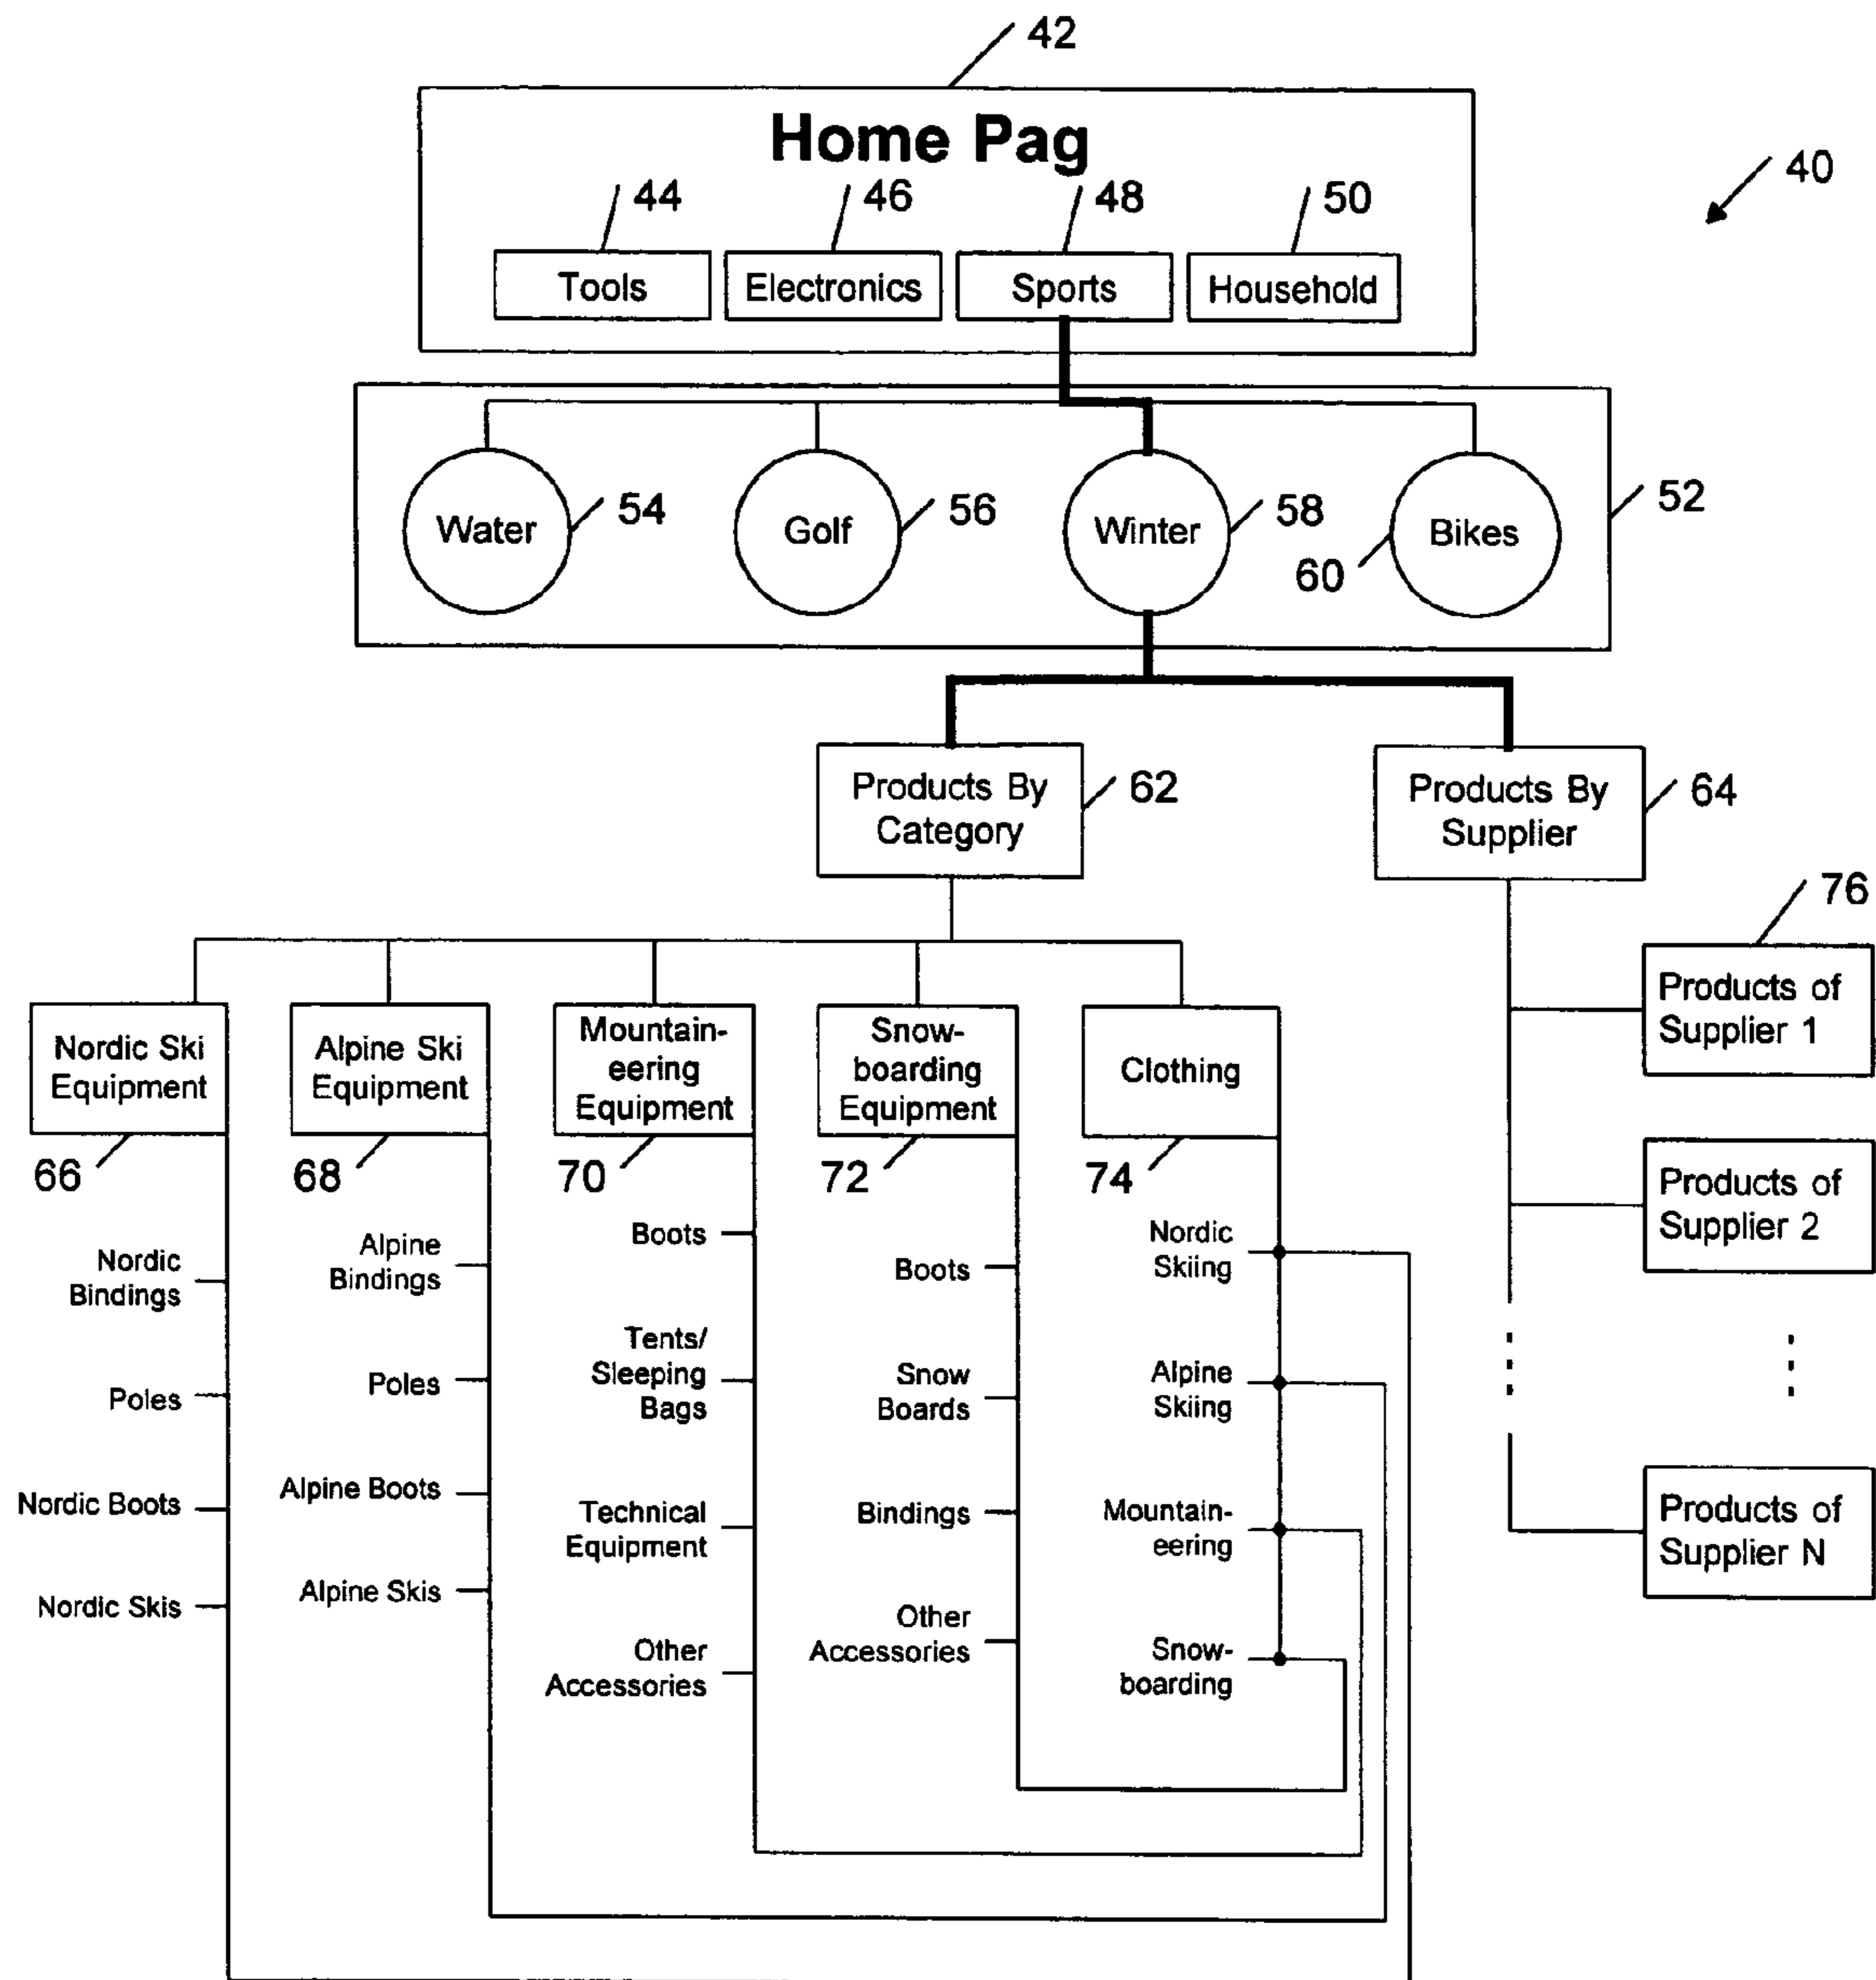 42
Home Pag
40
44
46
48
50
Tools
Electronics
Sports
Household
52
Water
54
Golf
56
Winter
58
60
Bikes
Products By
Category
62
Products By
Supplier
64
76
Nordic Ski
Equipment
66
Alpine Ski
Equipment
68
Mountain-
eering
Equipment
70
Snow-
boarding
Equipment
72
Clothing
74
Products of
Supplier 1
Products of
Supplier 2
Products of
Supplier N
Nordic
Bindings
Poles
Nordic Boots
Nordic Skis
Alpine
Bindings
Poles
Alpine Boots
Alpine Skis
Boots
Tents/
Sleeping
Bags
Technical
Equipment
Other
Accessories
Boots
Snow
Boards
Bindings
Other
Accessories
Nordic
Skiing
Alpine
Skiing
Mountain-
eering
Snow-
boarding